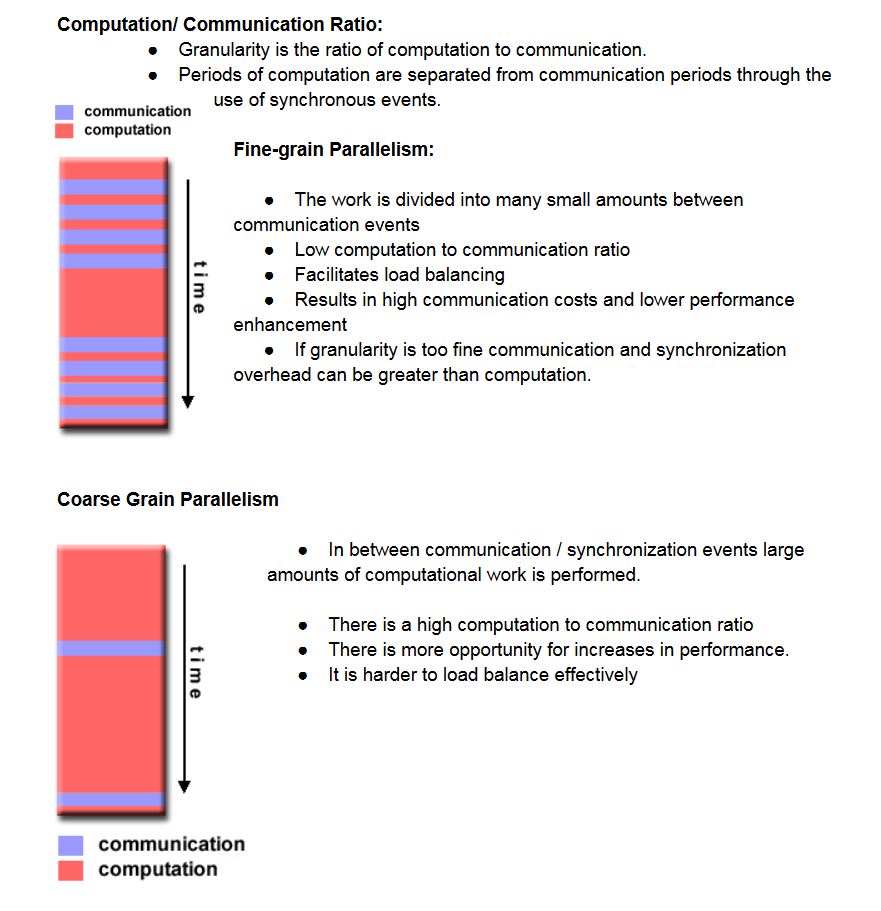 Computation/ Communication Ratio:
● Granularity is the ratio of computation to communication.
● Periods of computation are separated from communication periods through the
use of synchronous events.
communication
computation
Fine-grain Parallelism:
● The work is divided into many small amounts between
communication events
● Low computation to communication ratio
● Facilitates load balancing
● Results in high communication costs and lower performance
enhancement
● If granularity is too fine communication and synchronization
overhead can be greater than computation.
time
Coarse Grain Parallelism
● In between communication / synchronization events large
amounts of computational work is performed.
● There is a high computation to communication ratio
● There is more opportunity for increases in performance.
● It is harder to load balance effectively
time
communication
computation